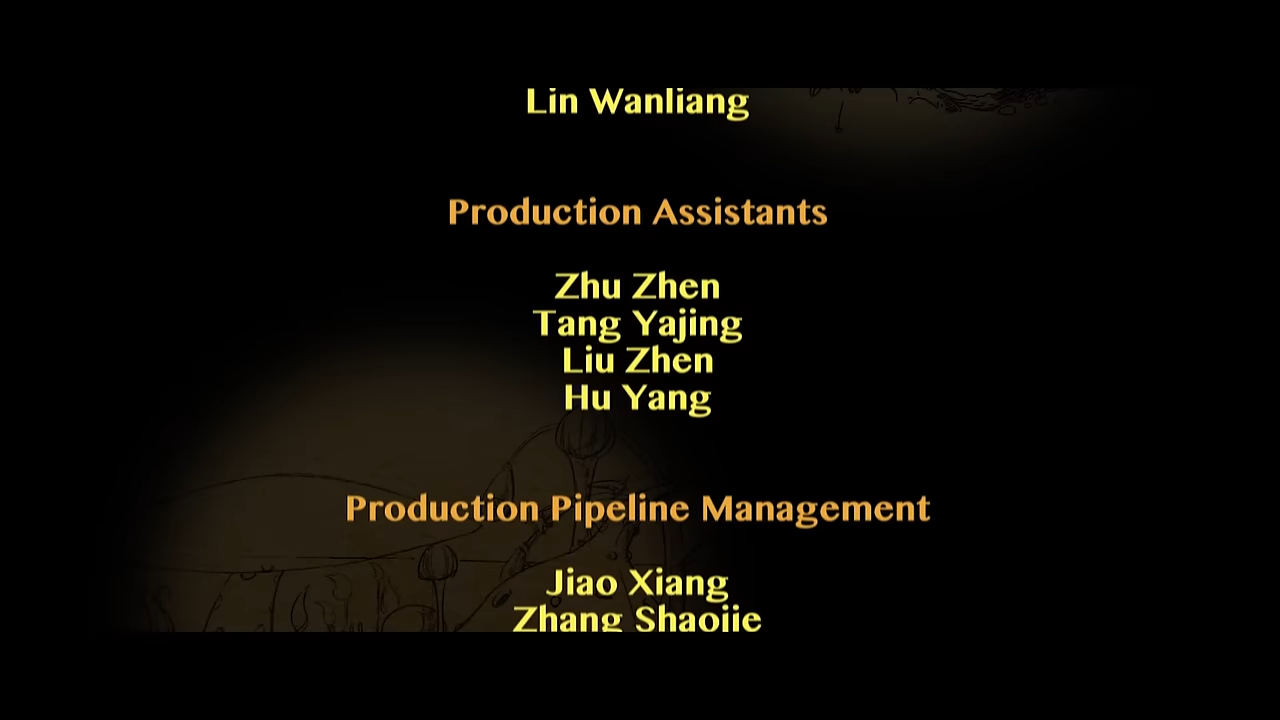 Lin Wanliang
Production Assistants
Zhu Zhen
Tang Yajing
Liu Zhen
Hu Yang
Production Pipeline Management
Jiao Xiang
Zhang Shaojie